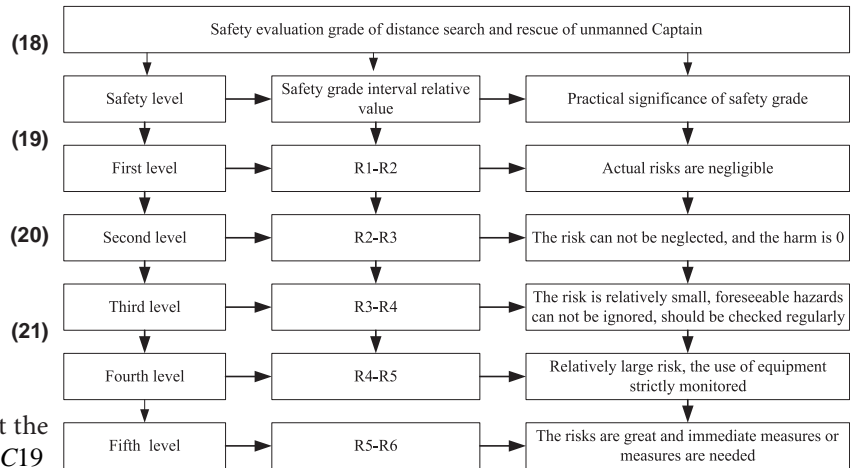 (18)
Safety evaluation grade of distance search and rescue of unmanned Captain
Safety level
Safety grade interval relative
value
Practical significance of safety grade
(19)
First level
R1-R2
Actual risks are negligible
(20)
Second level
R2-R3
The risk can not be neglected, and the harm is 0
Third level
R3-R4
The risk is relatively small, foreseeable hazards
can not be ignored, should be checked regularly
(21)
Fourth level
R4-R5
Relatively large risk, the use of equipment
strictly monitored
t the
C19
Fifth level
R5-R6
The risks are great and immediate measures or
measures are needed